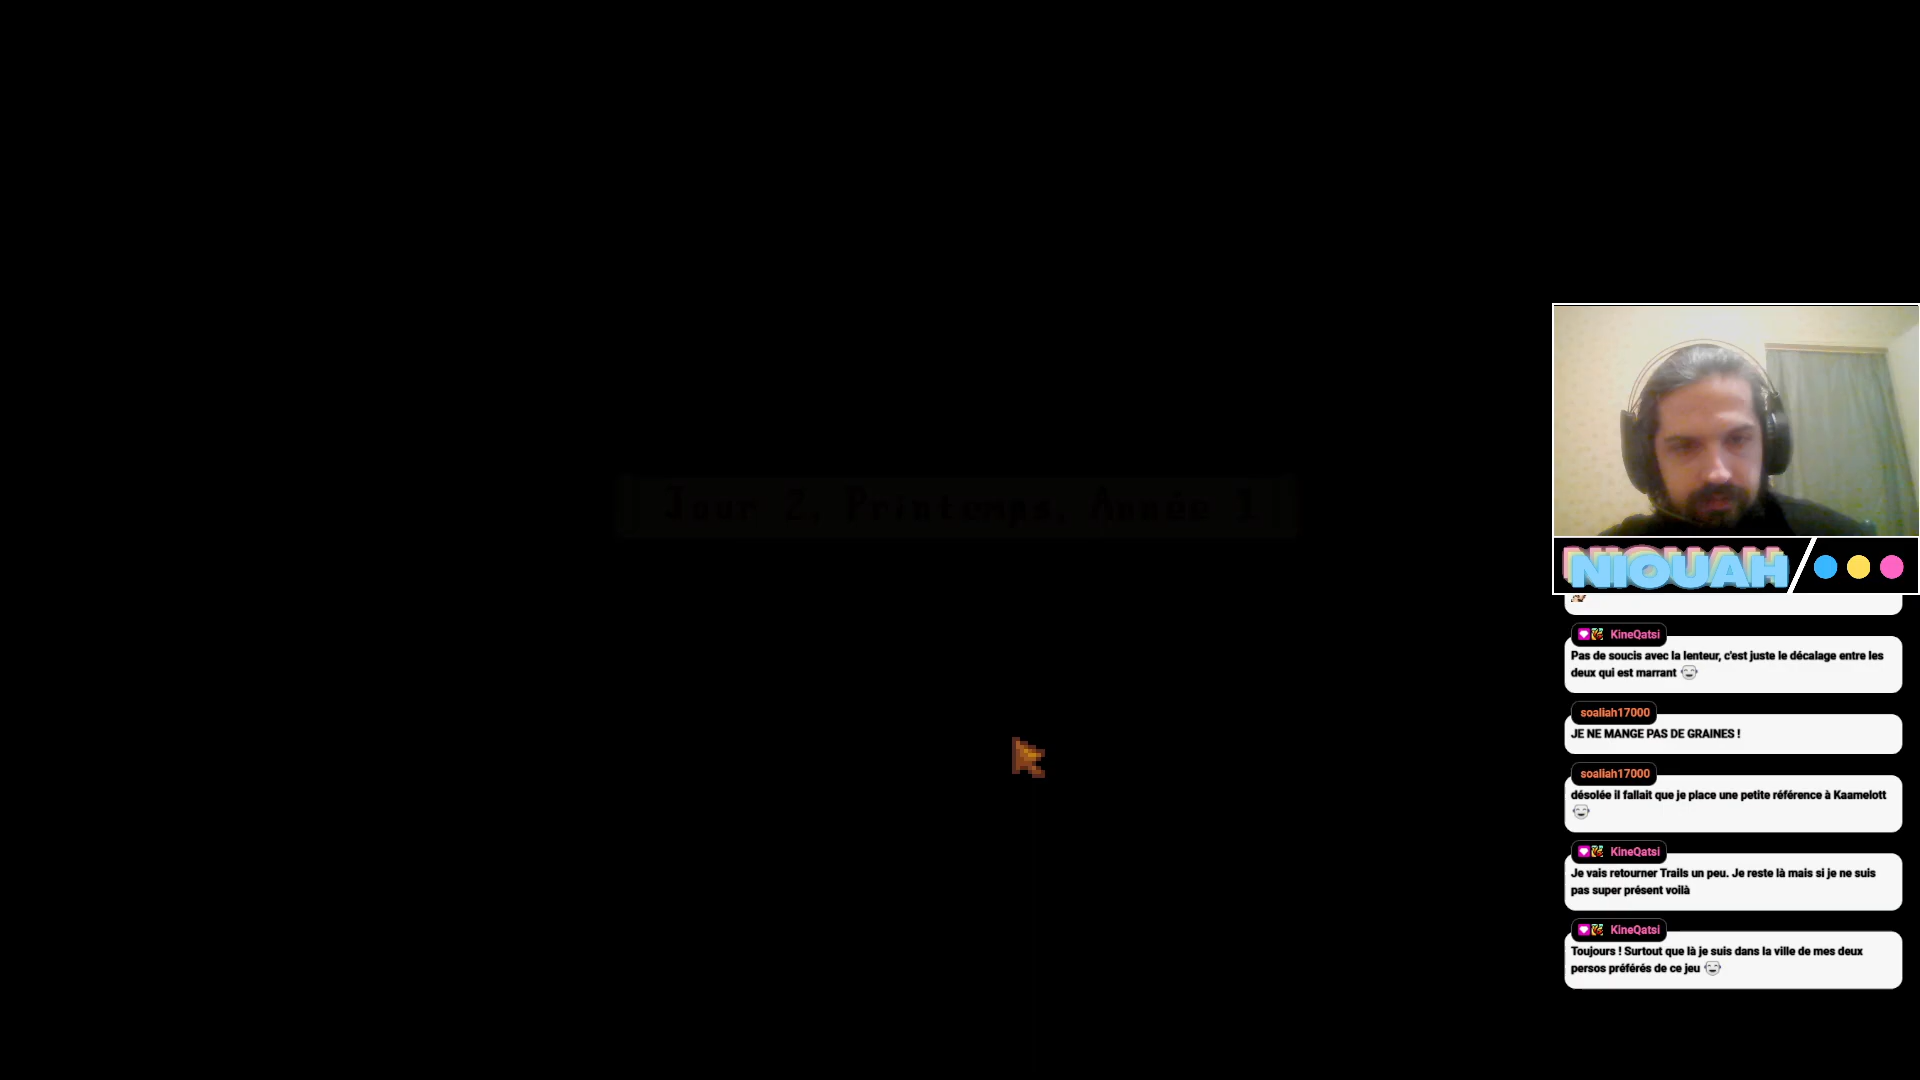 Jour 2, Printemps, Année 1
NIOUAH
KineQatsi
Pas de soucis avec la lenteur, c'est juste le décalage entre les
deux qui est marrant
soaliah17000
JE NE MANGE PAS DE GRAINES !
soaliah17000
désolée il fallait que je place une petite référence à Kaamelott
KineQatsi
Je vais retourner Trails un peu. Je reste là mais si je ne suis
pas super présent voilà
KineQatsi
Toujours ! Surtout que là je suis dans la ville de mes deux
persos préférés de ce jeu